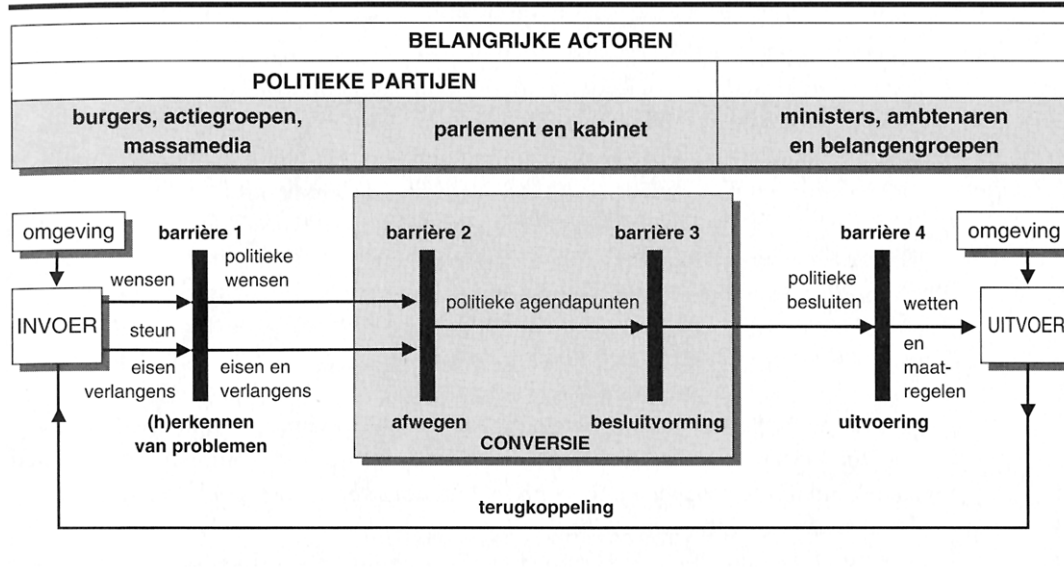 BELANGRIJKE ACTOREN
POLITIEKE PARTIJEN
burgers, actiegroepen,
massamedia
parlement en kabinet
ministers, ambtenaren
en belangengroepen
omgeving
barrière 1
barrière 2
barrière 3
barrière 4
omgeving
wensen
politieke
wensen
politieke agendapunten
politieke
besluiten
wetten
INVOER
UITVOER
steun
eisen
verlangens
eisen en
verlangens
en
maat-
regelen
(h)erkennen
van problemen
afwegen
besluitvorming
uitvoering
CONVERSIE
terugkoppeling